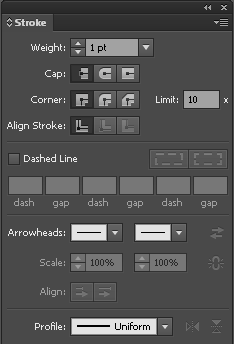 Stroke
Weight: 1 pt
Cap:
Corner: Limit: 10 x
Align Stroke:
Dashed Line
dash gap dash gap dash gap
Arrowheads:
Scale: 100% 100%
Align:
Profile: Uniform